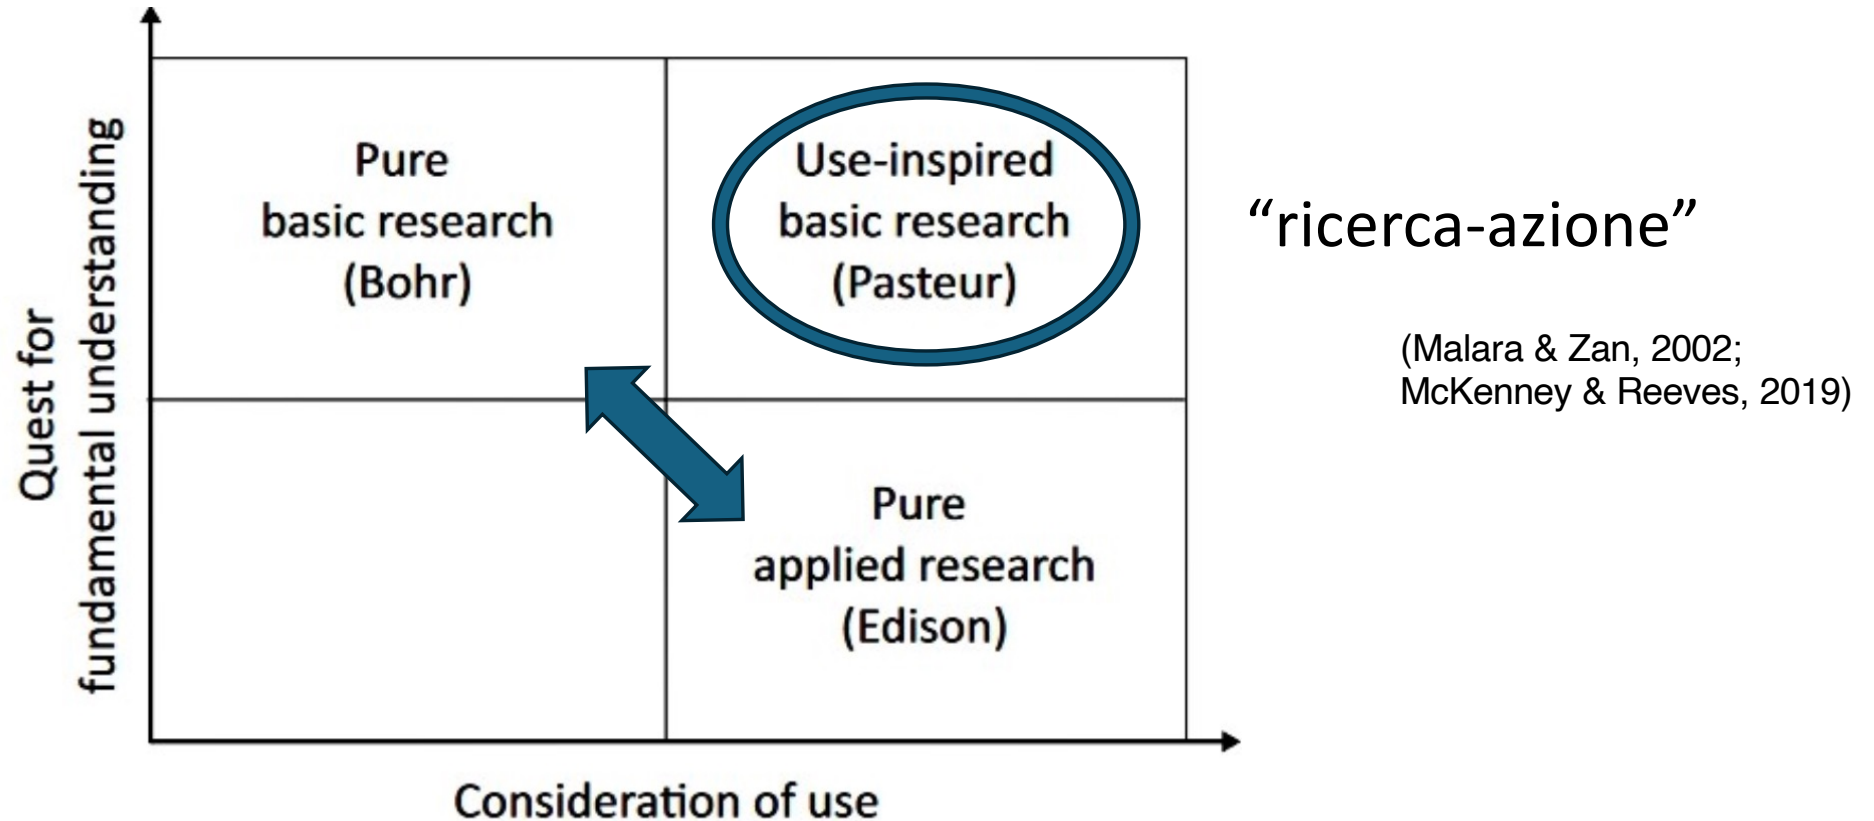 Quest for
fundamental understanding
Pure
basic research
(Bohr)
Use-inspired
basic research
(Pasteur)
“ricerca-azione”
(Malara & Zan, 2002;
McKenney & Reeves, 2019)
Pure
applied research
(Edison)
Consideration of use